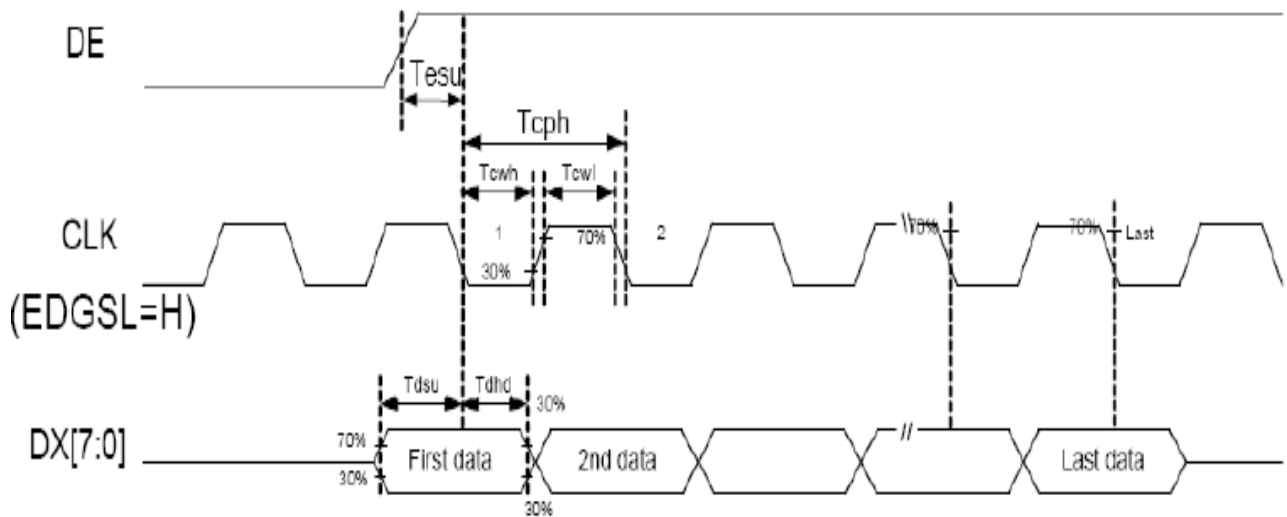 DE
Tesu
Tcph
Tcwh
Tcwl
CLK
1
70%
2
70%
70%
Last
30%
(EDGSL=H)
Tdsu
Tdhd
30%
DX[7:0]
70%
First data
2nd data
//
Last data
30%
30%